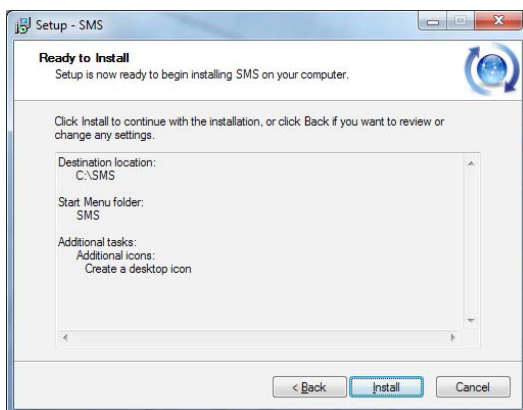 Setup - SMS
Ready to Install
Setup is now ready to begin installing SMS on your computer.
Click Install to continue with the installation, or click Back if you want to review or
change any settings.
Destination location:
C:\SMS
Start Menu folder:
SMS
Additional tasks:
Additional icons:
Create a desktop icon
< Back
Install
Cancel